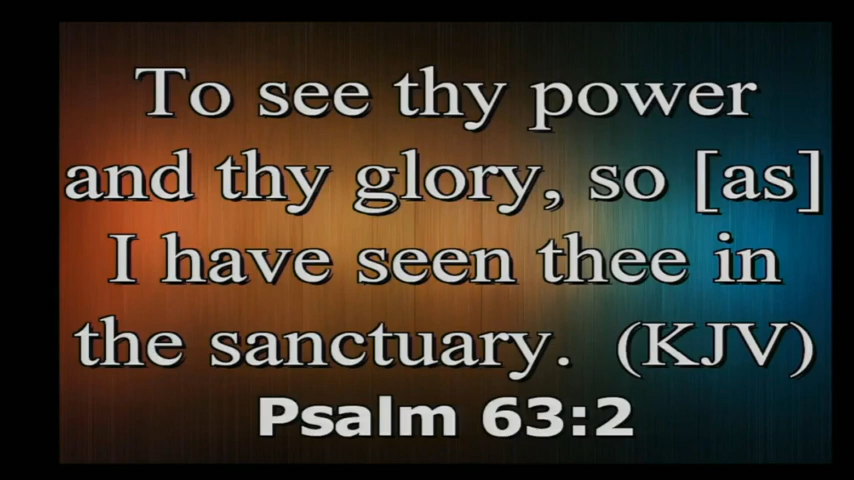 To see thy power
and thy glory, so [as]
I have seen thee in
the sanctuary. (KJV)
Psalm 63:2